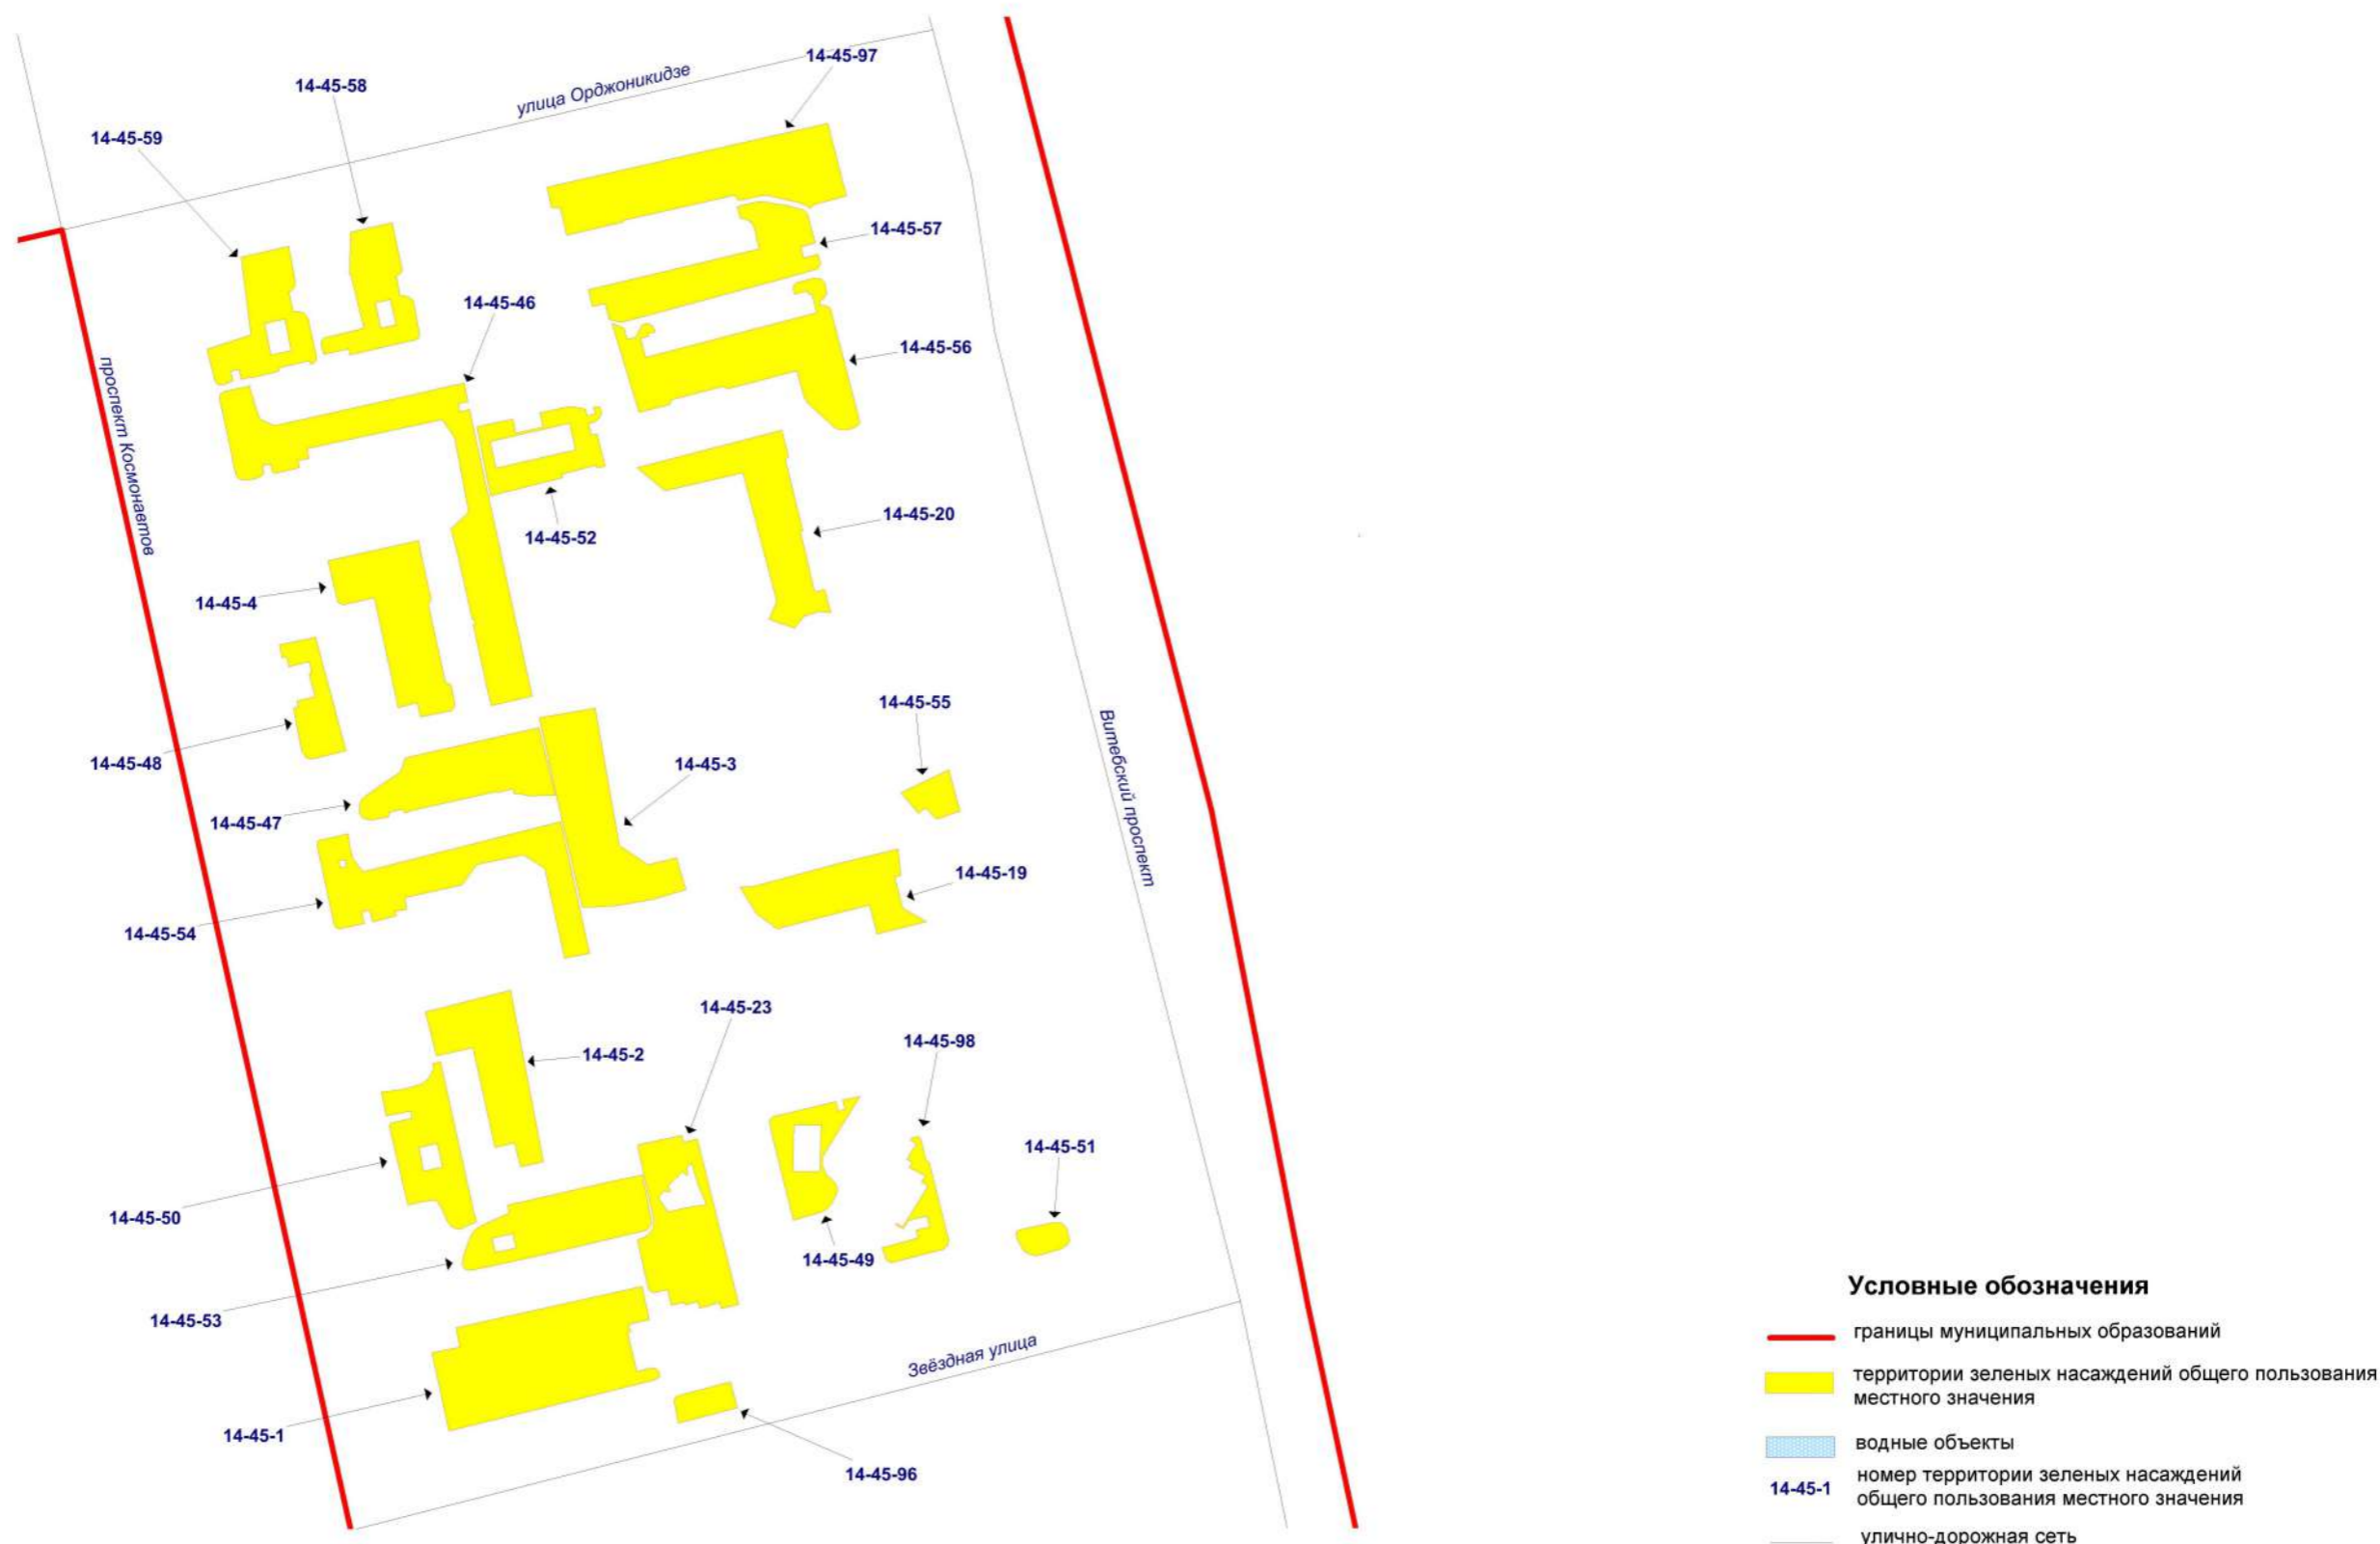 14-45-97
улица Орджоникидзе
14-45-58
14-45-59
14-45-57
14-45-46
14-45-56
проспект Космонавтов
14-45-20
14-45-52
14-45-4
14-45-55
Витебский проспект
14-45-48
14-45-3
14-45-47
14-45-19
14-45-54
14-45-23
14-45-98
14-45-2
14-45-51
14-45-50
14-45-49
14-45-53
Звёздная улица
14-45-1
14-45-96
Условные обозначения
границы муниципальных образований
территории зеленых насаждений общего пользования
местного значения
водные объекты
14-45-1
номер территории зеленых насаждений
общего пользования местного значения
улично-дорожная сеть